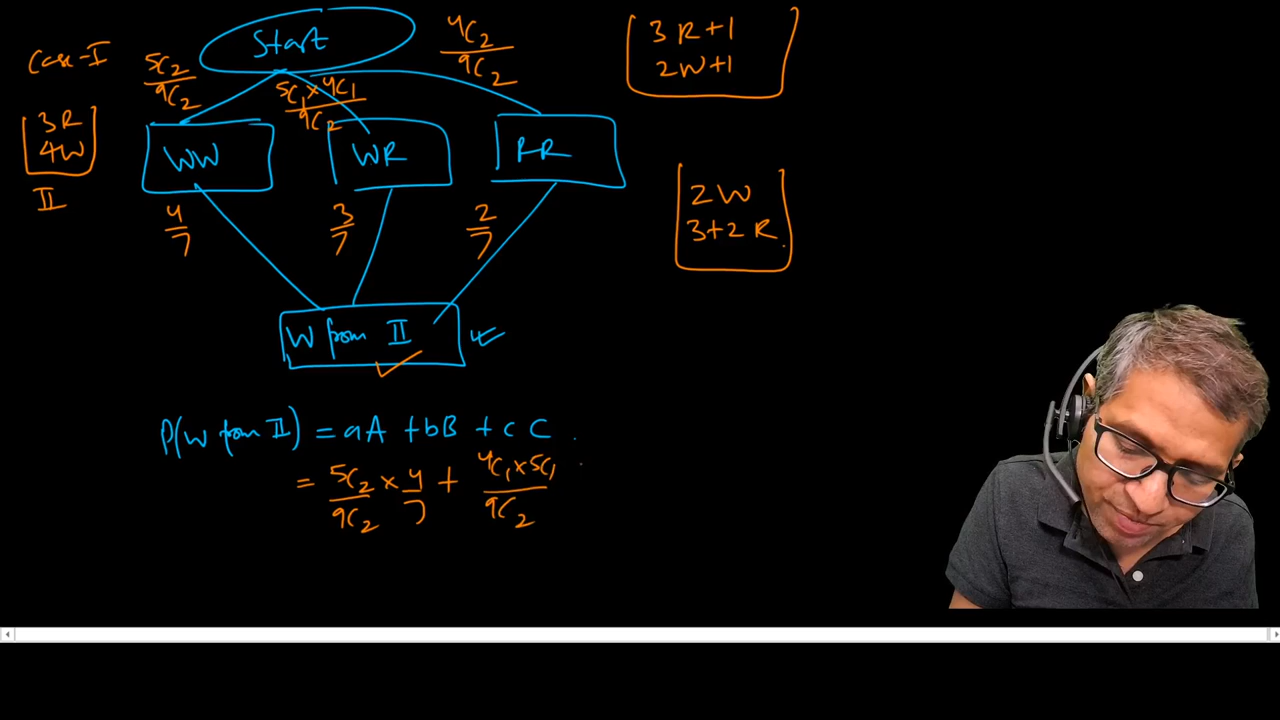 Case-I
Start
5C₂/9C₂
5C₁×4C₁/9C₂
4C₂/9C₂
3R+1
2W+1
3R
4W
II
WW
WR
RR
2W
3+2R
4/7
3/7
2/7
W from II
P(W from II) = aA + bB + cC
= 5C₂/9C₂ × 4/7 + 4C₁×5C₁/9C₂